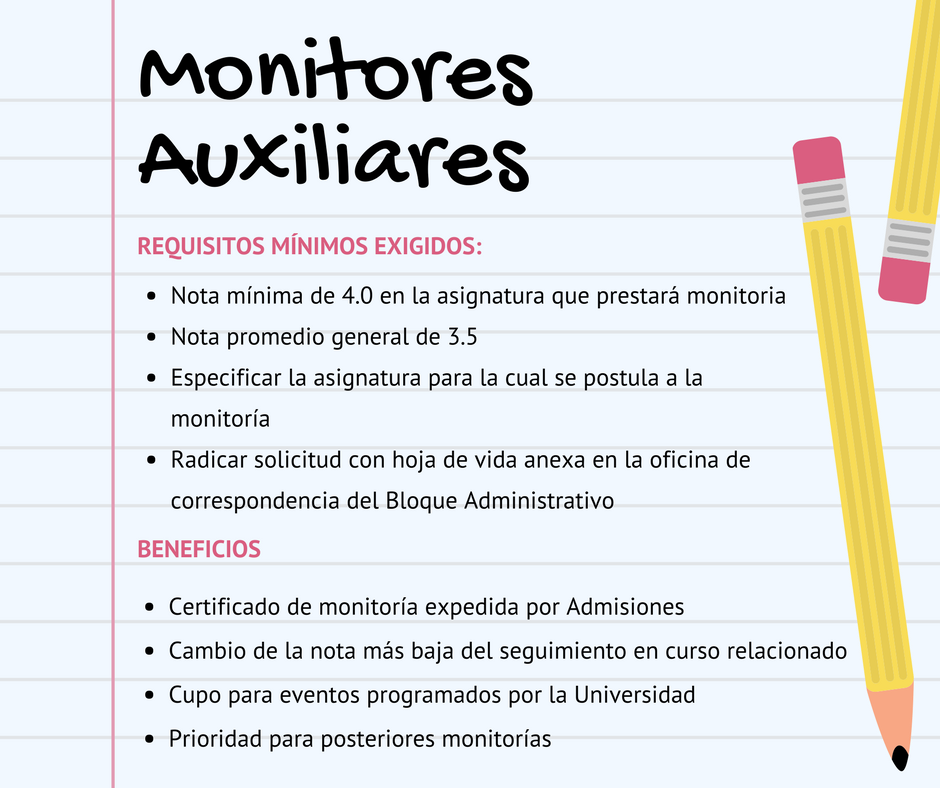 Monitores
Auxiliares
REQUISITOS MÍNIMOS EXIGIDOS:
• Nota mínima de 4.0 en la asignatura que prestará monitoria
• Nota promedio general de 3.5
• Especificar la asignatura para la cual se postula a la
monitoría
• Radicar solicitud con hoja de vida anexa en la oficina de
correspondencia del Bloque Administrativo
BENEFICIOS
• Certificado de monitoría expedida por Admisiones
• Cambio de la nota más baja del seguimiento en curso relacionado
• Cupo para eventos programados por la Universidad
• Prioridad para posteriores monitorías